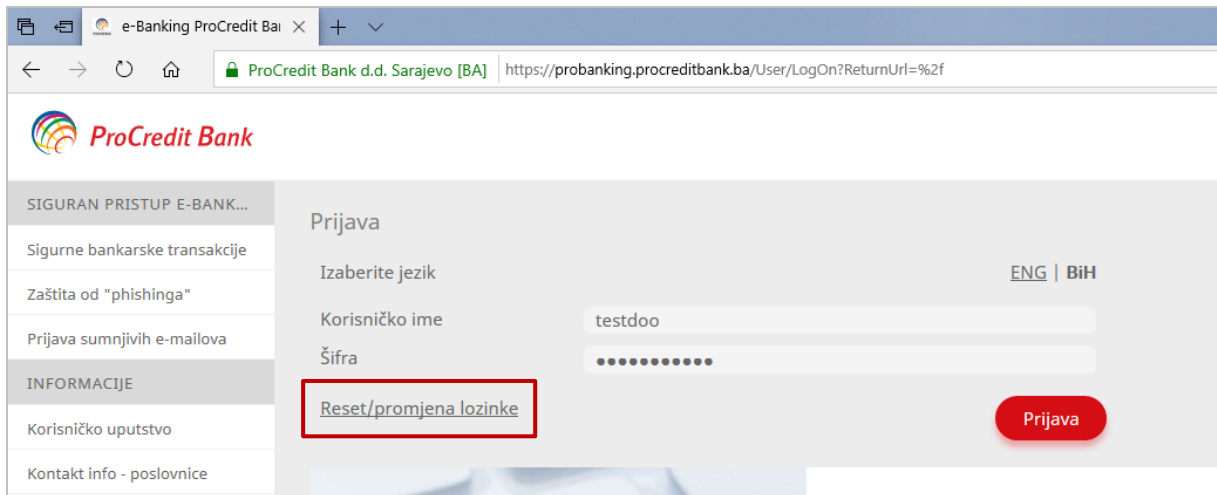 e-Banking ProCredit Bar
ProCredit Bank d.d. Sarajevo [BA] https://probanking.procreditbank.ba/User/LogOn?ReturnUrl=%2f
ProCredit Bank
SIGURAN PRISTUP E-BANK...
Sigurne bankarske transakcije
Zaštita od "phishinga"
Prijava sumnjivih e-mailova
INFORMACIJE
Korisničko uputstvo
Kontakt info - poslovnice
Prijava
Izaberite jezik ENG | BiH
Korisničko ime testdoo
Šifra
Reset/promjena lozinke Prijava